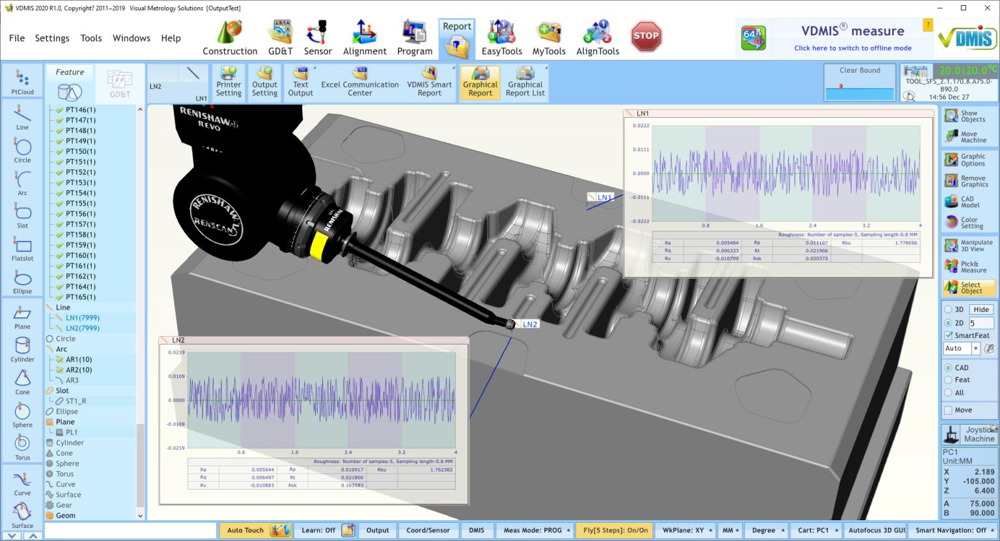 VDMIS 2020 R1.0, Copyright? 2011~2019   Visual Metrology Solutions  [OutputTest]
File Settings Tools Windows Help
Construction GD&T Sensor Alignment Program Report EasyTools MyTools AlignTools
STOP
64
VDMIS® measure
Click here to switch to offline mode
?
VDMIS
PtCloud
Line
Circle
Arc
Slot
Flatslot
Ellipse
Plane
Cylinder
Cone
Sphere
Torus
Curve
Surface
Feature
GD&T
PT146(1)
PT147(1)
PT148(1)
PT149(1)
PT150(1)
PT151(1)
PT152(1)
PT153(1)
PT154(1)
PT155(1)
PT156(1)
PT157(1)
PT158(1)
PT159(1)
PT160(1)
PT161(1)
PT162(1)
PT164(1)
PT165(1)
Line
LN1(7999)
LN2(7999)
Circle
Arc
AR1(10)
AR2(10)
AR3
Slot
ST1_R
Ellipse
Plane
PL1
Cylinder
Cone
Sphere
Torus
Curve
Surface
Gear
Geom
LN2
LN1
Printer Setting
Output Setting
Text Output
Excel Communication Center
VDMIS Smart Report
Graphical Report
Graphical Report List
Clear Bound
20.0|20.0℃
TOOL_SFS_2.1.170.8.A75.0-
B90.0
14:56 Dec 27
RENISHAW
REVO
RENISHAW
RENSCAN
RENISHAW
LN1
LN2
LN1
0.0222
0.0111
0.0000
-0.0111
-0.0222
0.8 1.6 2.4 3.2 4
Roughness: Number of samples-5, Sampling length-0.8 MM
Ra 0.005484 Rp 0.011107 Rku 1.778056
Rq 0.006333 Rt 0.021906
Rv -0.010799 Rsk 0.020372
LN2
0.0219
0.0109
0.0000
-0.0109
-0.0219
0.8 1.6 2.4 3.2 4
Roughness: Number of samples-5, Sampling length-0.8 MM
Ra 0.005644 Rp 0.010917 Rku 1.762382
Rq 0.006497 Rt 0.021800
Rv -0.010883 Rsk 0.103583
Show Objects
Move Machine
Graphic Options
Remove Graphics
CAD Model
Color Setting
Manipulate 3D View
Pick& Measure
Select Object
3D Hide
2D 5
SmartFeat
Auto
CAD
Feat
All
Move
Joystic
Machine
PC1
Unit:MM
X 2.189
Y -105.000
Z 6.400
A 75.000
B 90.000
Auto Touch Learn: Off Output Coord/Sensor DMIS Meas Mode: PROG Fly[5 Steps]: On/On WkPlane: XY MM Degree Cart: PC1 Autofocus 3D GUI Smart Navigation: Off